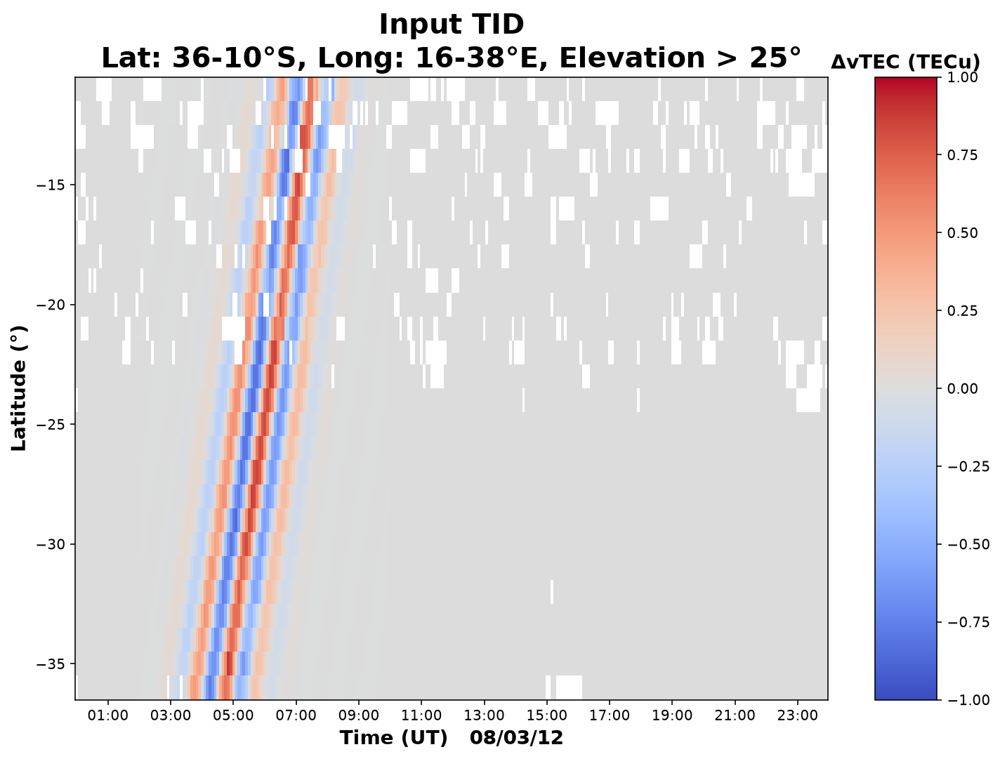 Input TID
Lat: 36-10°S, Long: 16-38°E, Elevation > 25°
ΔvTEC (TECu)
1.00
0.75
0.50
0.25
0.00
−0.25
−0.50
−0.75
−1.00
Latitude (°)
−15
−20
−25
−30
−35
01:00 03:00 05:00 07:00 09:00 11:00 13:00 15:00 17:00 19:00 21:00 23:00
Time (UT) 08/03/12